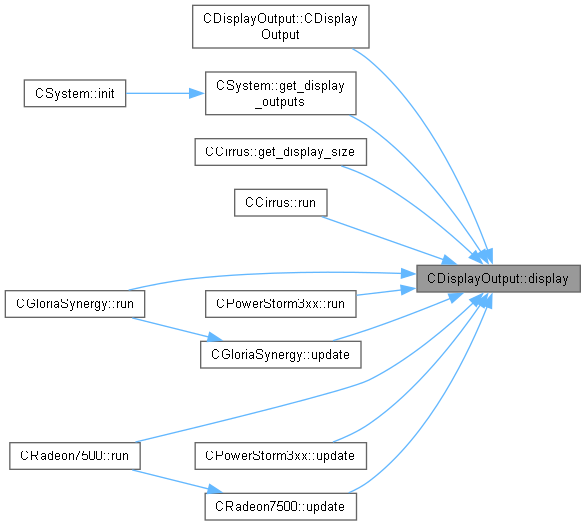 CDisplayOutput::CDisplay
Output
CSystem::init
CSystem::get_display
_outputs
CCirrus::get_display_size
CCirrus::run
CDisplayOutput::display
CGloriaSynergy::run
CPowerStorm3xx::run
CGloriaSynergy::update
CRadeon7500::run
CPowerStorm3xx::update
CRadeon7500::update